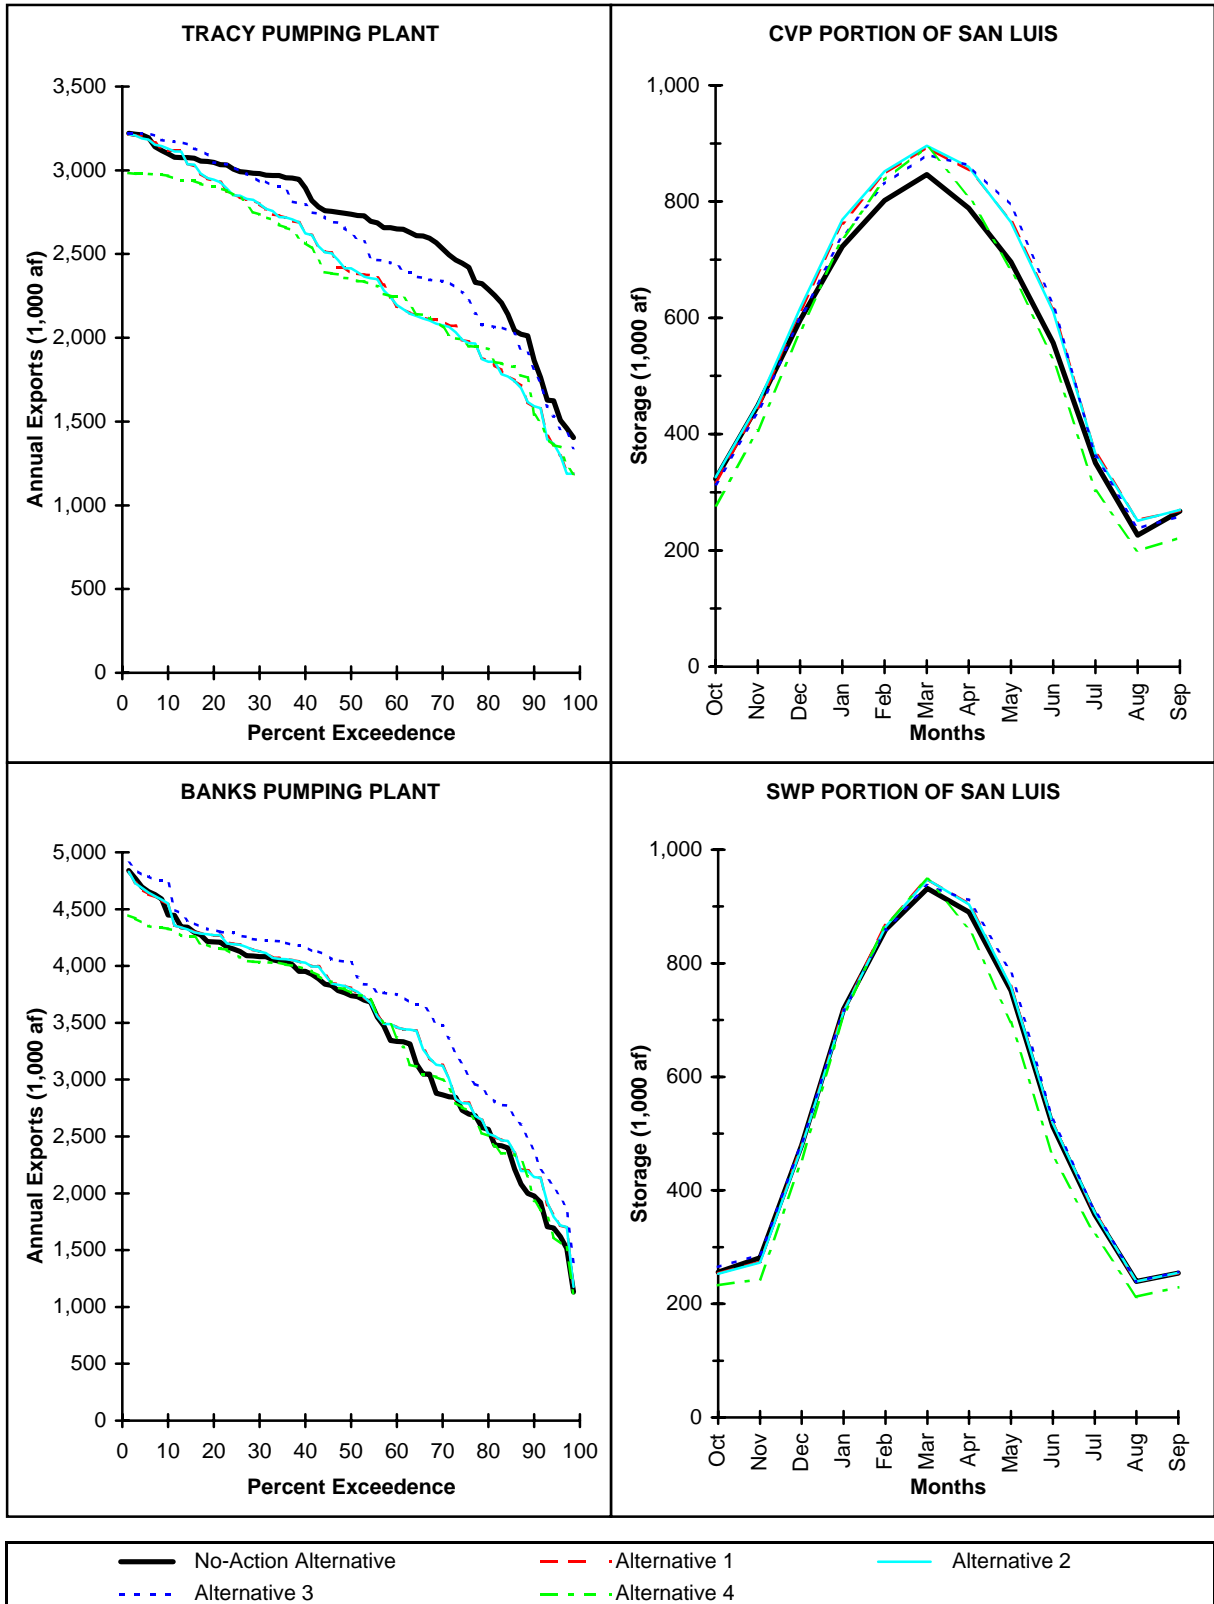 TRACY PUMPING PLANT
Annual Exports (1,000 af)
3,500
3,000
2,500
2,000
1,500
1,000
500
0
0 10 20 30 40 50 60 70 80 90 100
Percent Exceedence
CVP PORTION OF SAN LUIS
Storage (1,000 af)
1,000
800
600
400
200
0
Oct Nov Dec Jan Feb Mar Apr May Jun Jul Aug Sep
Months
BANKS PUMPING PLANT
Annual Exports (1,000 af)
5,000
4,500
4,000
3,500
3,000
2,500
2,000
1,500
1,000
500
0
0 10 20 30 40 50 60 70 80 90 100
Percent Exceedence
SWP PORTION OF SAN LUIS
Storage (1,000 af)
1,000
800
600
400
200
0
Oct Nov Dec Jan Feb Mar Apr May Jun Jul Aug Sep
Months
No-Action Alternative Alternative 1 Alternative 2
Alternative 3 Alternative 4